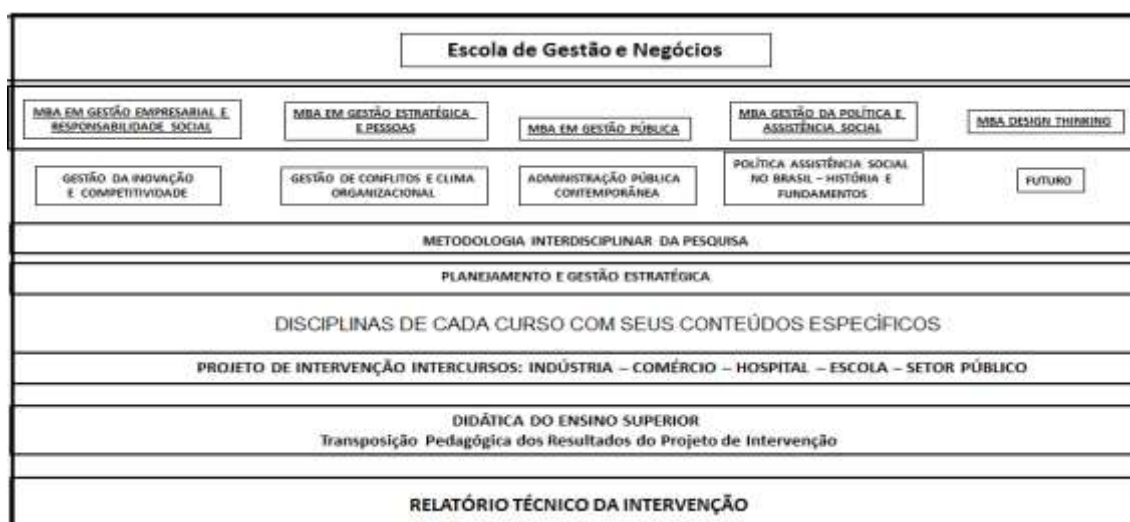 Escola de Gestão e Negócios
MBA EM GESTÃO EMPRESARIAL E
RESPONSABILIDADE SOCIAL
MBA EM GESTÃO ESTRATÉGICA
E PESSOAS
MBA EM GESTÃO PÚBLICA
MBA GESTÃO DA POLÍTICA E
ASSISTÊNCIA SOCIAL
MBA DESIGN THINKING
GESTÃO DA INOVAÇÃO
E COMPETITIVIDADE
GESTÃO DE CONFLITOS E CLIMA
ORGANIZACIONAL
ADMINISTRAÇÃO PÚBLICA
CONTEMPORÂNEA
POLÍTICA ASSISTÊNCIA SOCIAL
NO BRASIL – HISTÓRIA E
FUNDAMENTOS
FUTURO
METODOLOGIA INTERDISCIPLINAR DA PESQUISA
PLANEJAMENTO E GESTÃO ESTRATÉGICA
DISCIPLINAS DE CADA CURSO COM SEUS CONTEÚDOS ESPECÍFICOS
PROJETO DE INTERVENÇÃO INTERCURSOS: INDÚSTRIA – COMÉRCIO – HOSPITAL – ESCOLA – SETOR PÚBLICO
DIDÁTICA DO ENSINO SUPERIOR
Transposição Pedagógica dos Resultados do Projeto de Intervenção
RELATÓRIO TÉCNICO DA INTERVENÇÃO